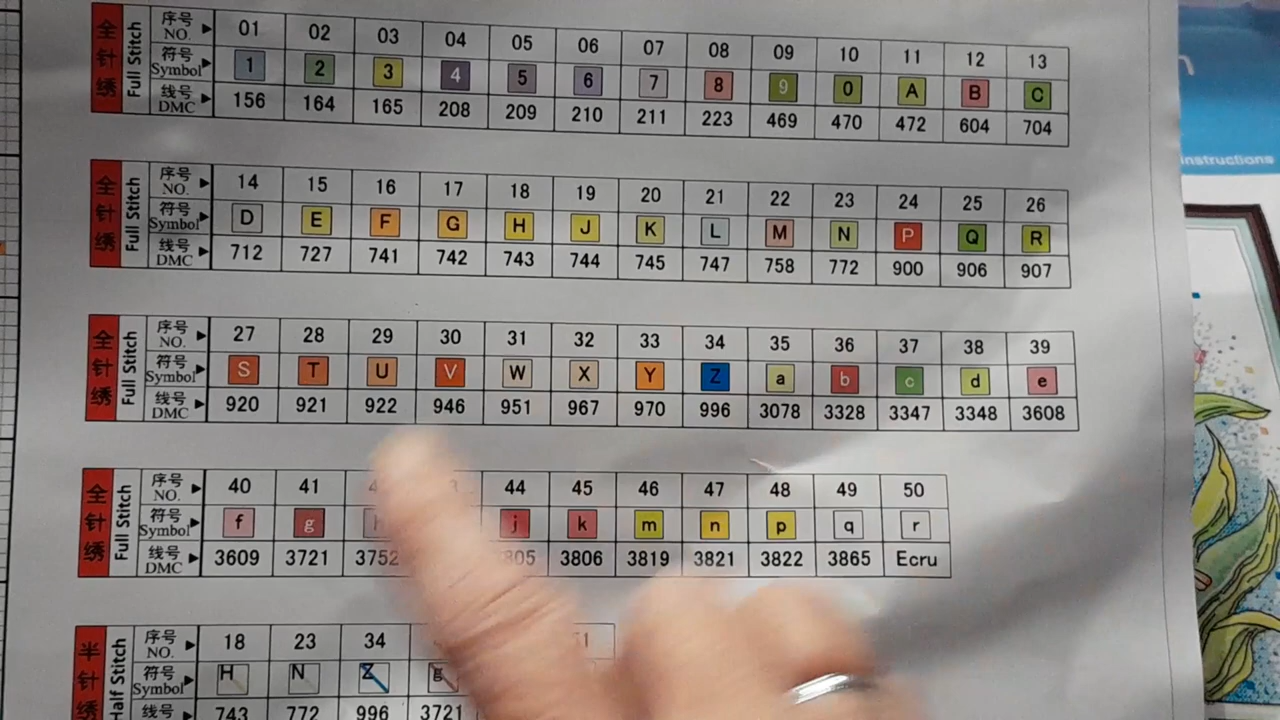 全针绣 Full Stitch
序号 NO. 01 02 03 04 05 06 07 08 09 10 11 12 13
符号 Symbol 1 2 3 4 5 6 7 8 9 0 A B C
线号 DMC 156 164 165 208 209 210 211 223 469 470 472 604 704
全针绣 Full Stitch
序号 NO. 14 15 16 17 18 19 20 21 22 23 24 25 26
符号 Symbol D E F G H J K L M N P Q R
线号 DMC 712 727 741 742 743 744 745 747 758 772 900 906 907
全针绣 Full Stitch
序号 NO. 27 28 29 30 31 32 33 34 35 36 37 38 39
符号 Symbol S T U V W X Y Z a b c d e
线号 DMC 920 921 922 946 951 967 970 996 3078 3328 3347 3348 3608
全针绣 Full Stitch
序号 NO. 40 41 44 45 46 47 48 49 50
符号 Symbol f g h j k m n p q r
线号 DMC 3609 3721 3752 3806 3819 3821 3822 3865 Ecru
半针绣 Half Stitch
序号 NO. 18 23 34
符号 Symbol H N Z g
线号 743 772 996 3721
instructions